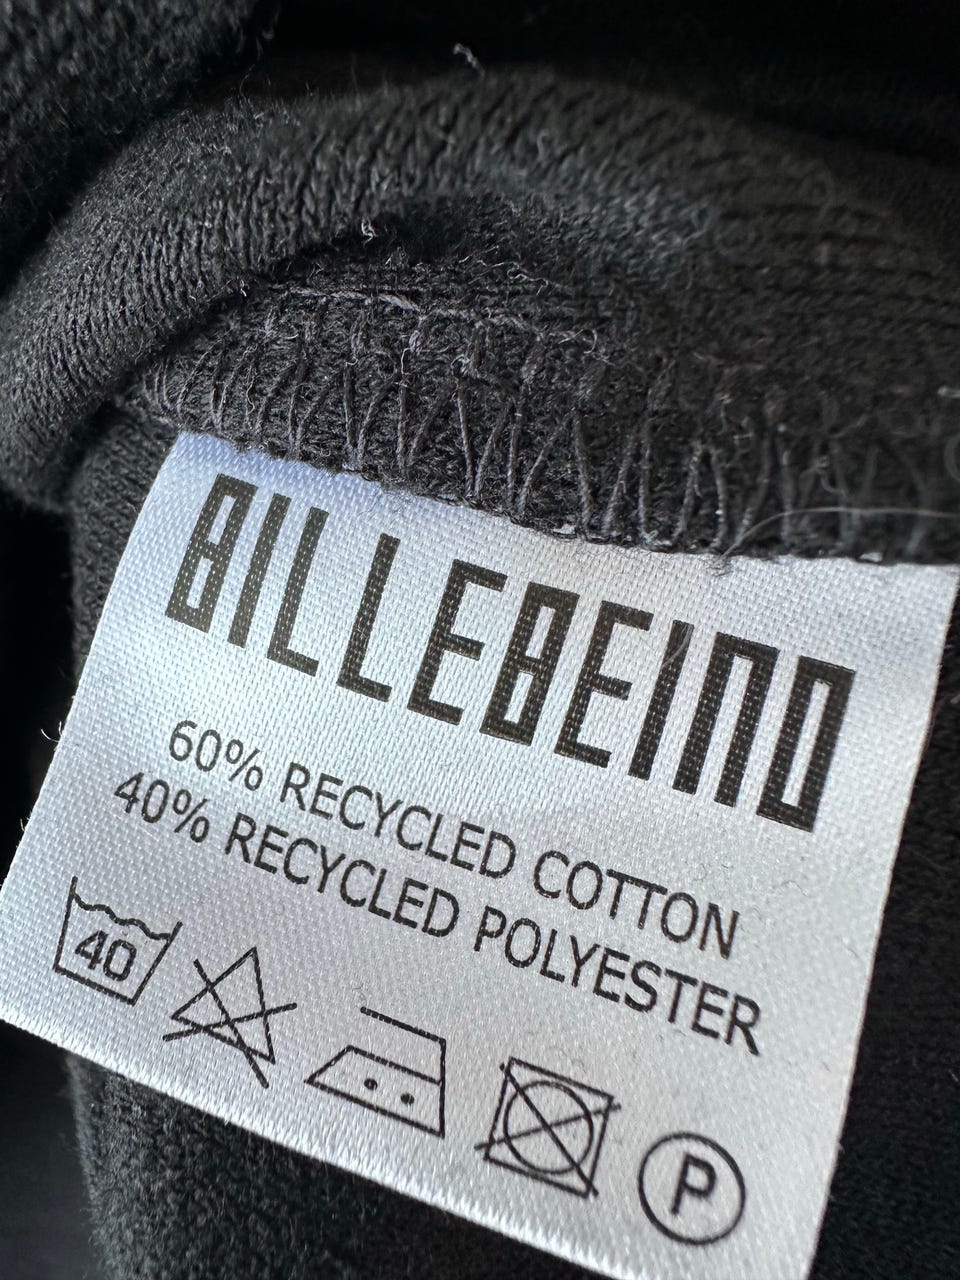 BILLEBEINO
60% RECYCLED COTTON
40% RECYCLED POLYESTER
40
P